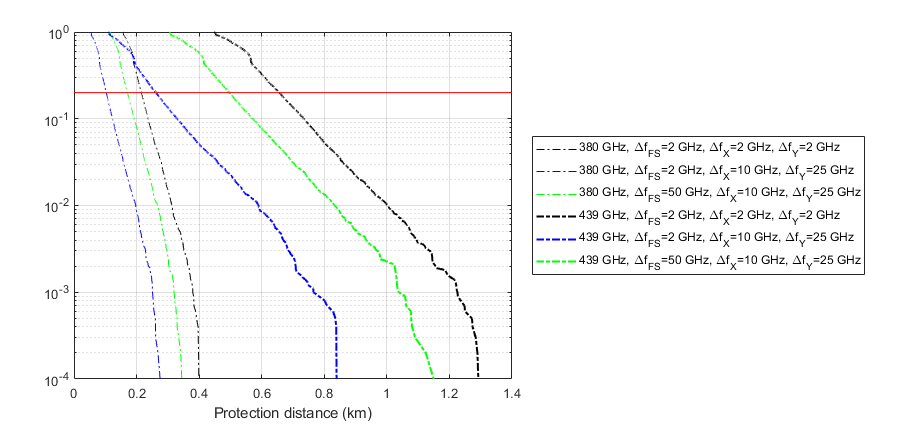 10^0
10^-1
10^-2
10^-3
10^-4
0 0.2 0.4 0.6 0.8 1 1.2 1.4
Protection distance (km)
380 GHz, Δf_FS=2 GHz, Δf_X=2 GHz, Δf_Y=2 GHz
380 GHz, Δf_FS=2 GHz, Δf_X=10 GHz, Δf_Y=25 GHz
380 GHz, Δf_FS=50 GHz, Δf_X=10 GHz, Δf_Y=25 GHz
439 GHz, Δf_FS=2 GHz, Δf_X=2 GHz, Δf_Y=2 GHz
439 GHz, Δf_FS=2 GHz, Δf_X=10 GHz, Δf_Y=25 GHz
439 GHz, Δf_FS=50 GHz, Δf_X=10 GHz, Δf_Y=25 GHz